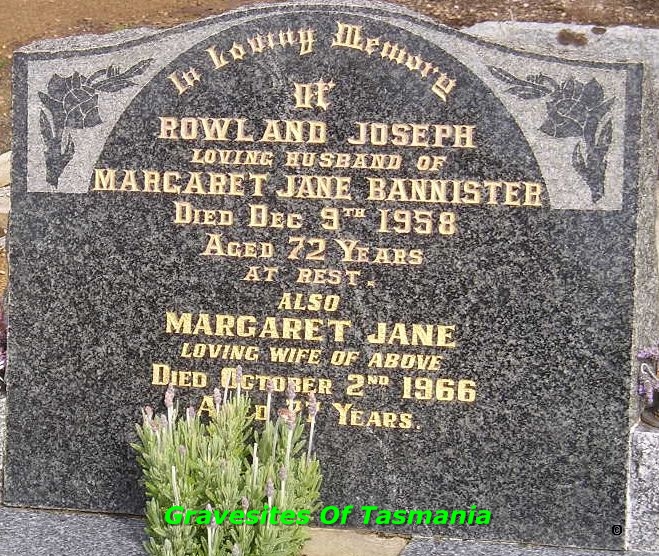 In Loving Memory
of
ROWLAND JOSEPH
LOVING HUSBAND OF
MARGARET JANE BANNISTER
DIED DEC 9TH 1958
AGED 72 YEARS
AT REST.
ALSO
MARGARET JANE
LOVING WIFE OF ABOVE
DIED OCTOBER 2ND 1966
YEARS.
Gravesites Of Tasmania